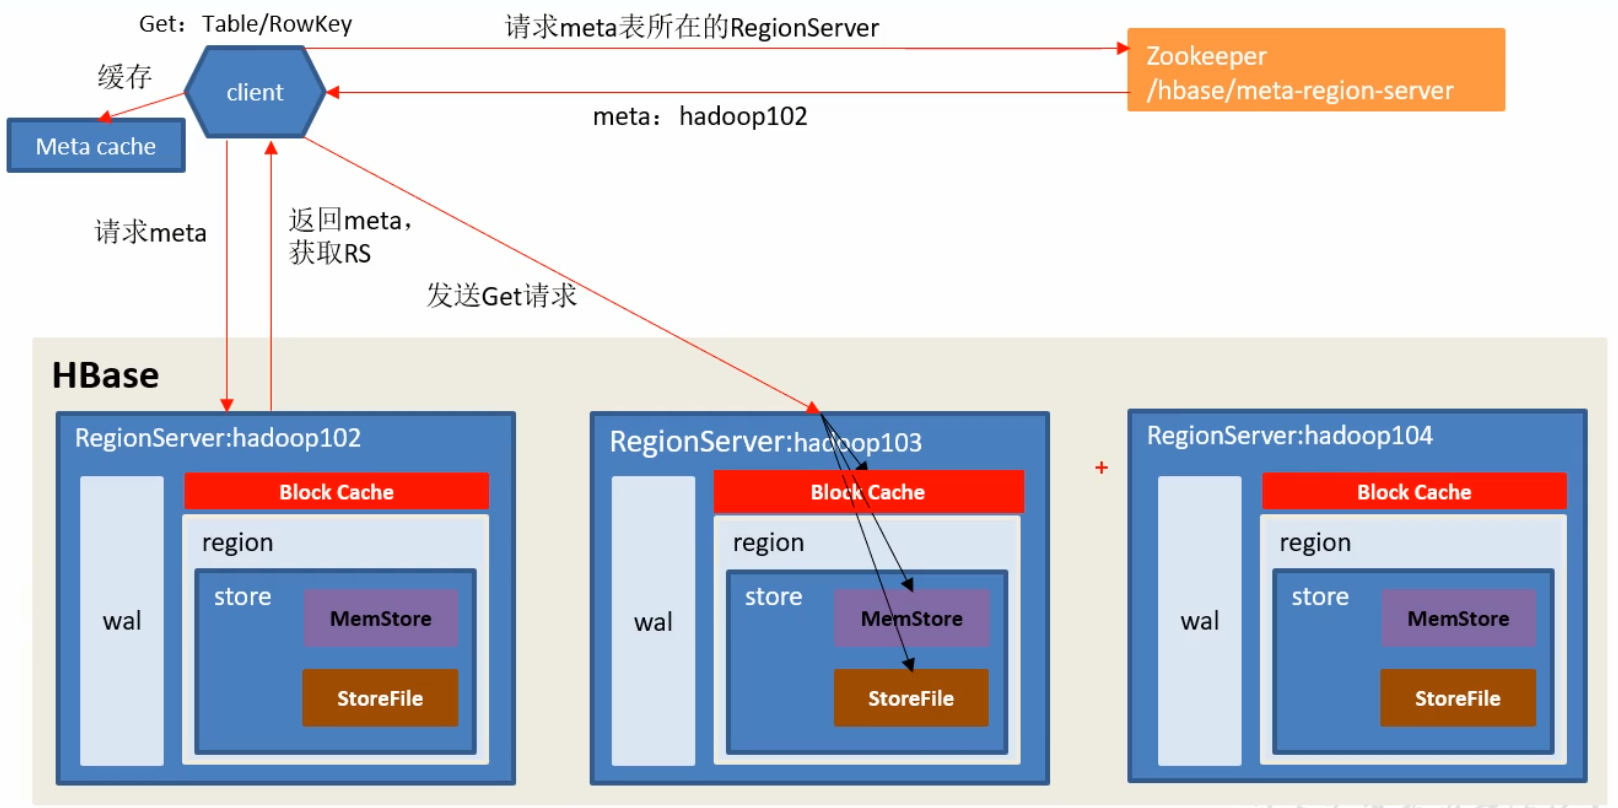 Get：Table/RowKey
请求meta表所在的RegionServer
Zookeeper
/hbase/meta-region-server
缓存
client
meta：hadoop102
Meta cache
请求meta
返回meta，
获取RS
发送Get请求
HBase
RegionServer:hadoop102
Block Cache
region
wal
store
MemStore
StoreFile
RegionServer:hadoop103
Block Cache
region
wal
store
MemStore
StoreFile
+
RegionServer:hadoop104
Block Cache
region
wal
store
MemStore
StoreFile